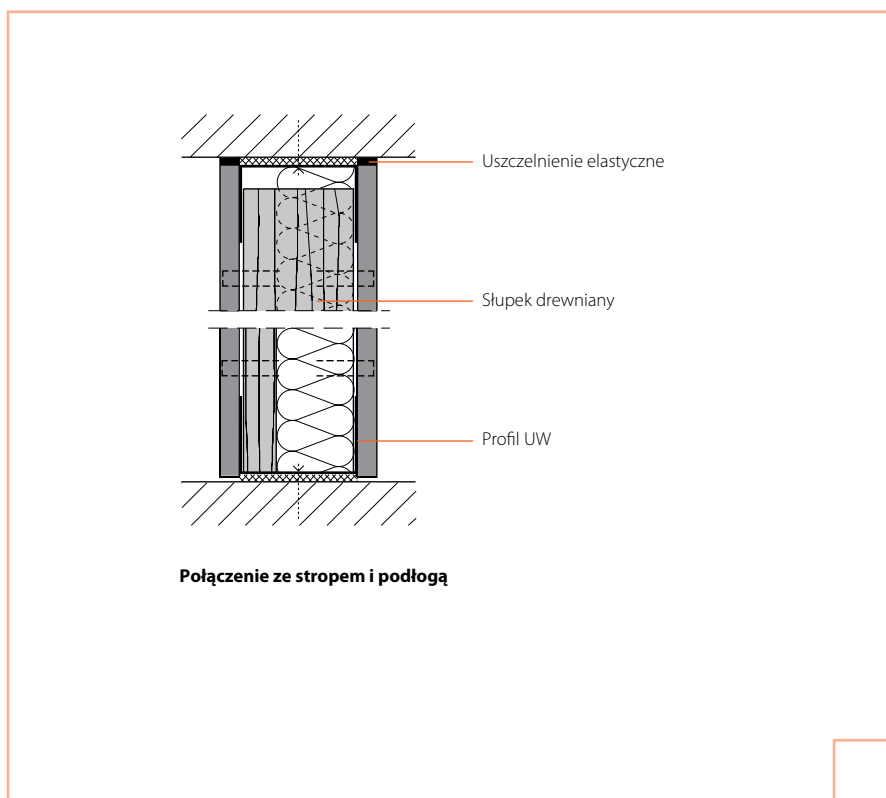 Uszczelnienie elastyczne
Słupek drewniany
Profil UW
Połączenie ze stropem i podłogą